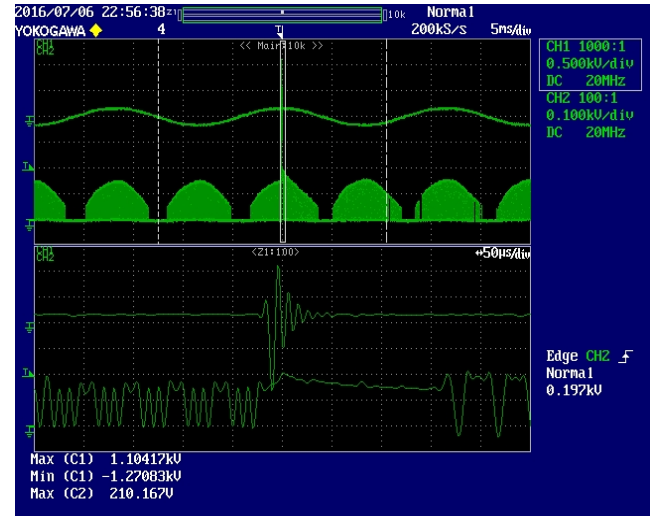 2016/07/06 22:56:38 Z1 10k Normal
YOKOGAWA 4 T 200kS/s 5ms/div
CH1 << Main:10k >> CH1 1000:1
CH2 0.500kV/div
DC 20MHz
CH2 100:1
0.100kV/div
DC 20MHz
T
CH2 <Z1:100> 50µs/div
Edge CH2
T Normal
0.197kV
Max (C1) 1.10417kV
Min (C1) -1.27083kV
Max (C2) 210.167V